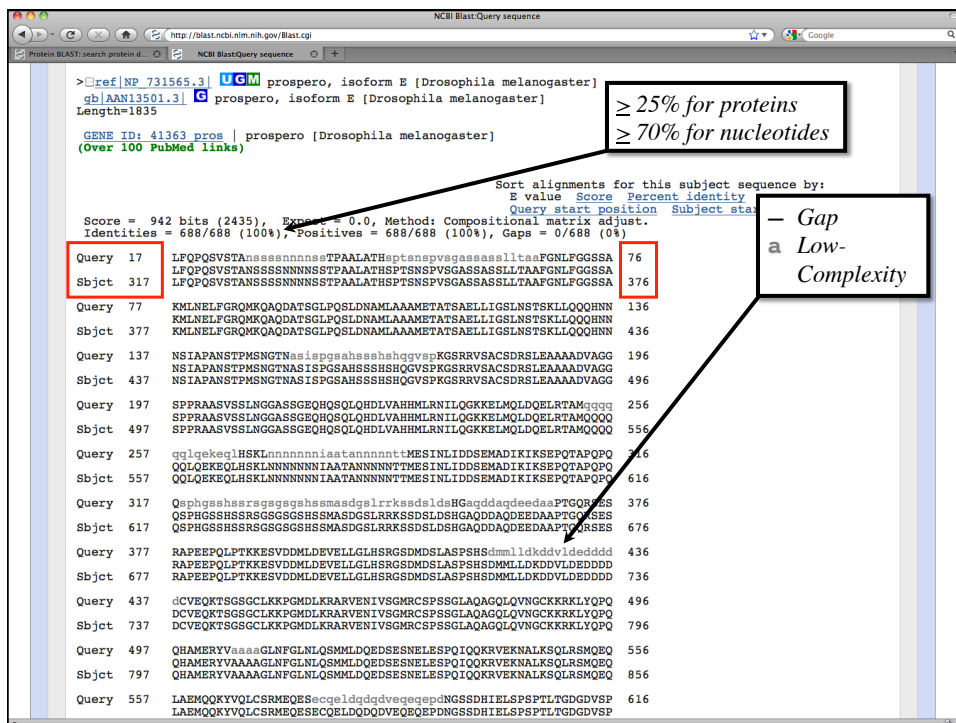 NCBI Blast:Query sequence
http://blast.ncbi.nlm.nih.gov/Blast.cgi
Google
Protein BLAST: search protein d...
NCBI Blast:Query sequence
>ref|NP_731565.3| UGM prospero, isoform E [Drosophila melanogaster]
gb|AAN13501.3| G prospero, isoform E [Drosophila melanogaster]
Length=1835
≥ 25% for proteins
≥ 70% for nucleotides
GENE ID: 41363 pros | prospero [Drosophila melanogaster]
(Over 100 PubMed links)
Sort alignments for this subject sequence by:
E value Score Percent identity
Query start position Subject star
Score = 942 bits (2435), Expect = 0.0, Method: Compositional matrix adjust.
Identities = 688/688 (100%), Positives = 688/688 (100%), Gaps = 0/688 (0%)
– Gap
a Low-
Complexity
Query 17 LFQPQSVSTAnssssnnnnssTPAALATHsptsnspvsgassassslltaaFGNLFGGSSA 76
LFQPQSVSTANSSSSNNNNSSTPAALATHSPTSNSPVSGASSASSLLTAAFGNLFGGSSA
Sbjct 317 LFQPQSVSTANSSSSNNNNSSTPAALATHSPTSNSPVSGASSASSLLTAAFGNLFGGSSA 376
Query 77 KMLNELFGRQMKQAQDATSGLPQSLDNAMLAAAMETATSAELLIGSLNSTSKLLQQQHNN 136
KMLNELFGRQMKQAQDATSGLPQSLDNAMLAAAMETATSAELLIGSLNSTSKLLQQQHNN
Sbjct 377 KMLNELFGRQMKQAQDATSGLPQSLDNAMLAAAMETATSAELLIGSLNSTSKLLQQQHNN 436
Query 137 NSIAPANSTPMSNGTNasispgsahssshshqgvspKGSRRVSACSDRSLEAAAADVAGG 196
NSIAPANSTPMSNGTNASISPGSAHSSSHSHQGVSPKGSRRVSACSDRSLEAAAADVAGG
Sbjct 437 NSIAPANSTPMSNGTNASISPGSAHSSSHSHQGVSPKGSRRVSACSDRSLEAAAADVAGG 496
Query 197 SPPRAASVSSLNGGASSGEQHQSQLQHDLVAHHMLRNILQGKKELMQLDQELRTAMqqqq 256
SPPRAASVSSLNGGASSGEQHQSQLQHDLVAHHMLRNILQGKKELMQLDQELRTAMQQQQ
Sbjct 497 SPPRAASVSSLNGGASSGEQHQSQLQHDLVAHHMLRNILQGKKELMQLDQELRTAMQQQQ 556
Query 257 qqlqekeqlHSKLnnnnnnniaatannnnnttMESINLIDDSEMADIKIKSEPQTAPQPQ 316
QQLQEKEQLHSKLNNNNNNNIAATANNNNNTTMESINLIDDSEMADIKIKSEPQTAPQPQ
Sbjct 557 QQLQEKEQLHSKLNNNNNNNIAATANNNNNTTMESINLIDDSEMADIKIKSEPQTAPQPQ 616
Query 317 QsphgsshssrsgsgsgshssmasdgslrrkssdsldsHGaqddaqdeedaaPTGQRSES 376
QSPHGSSHSSRSGSGSGSHSSMASDGSLRRKSSDSLDSHGAQDDAQDEEDAAPTGQRSES
Sbjct 617 QSPHGSSHSSRSGSGSGSHSSMASDGSLRRKSSDSLDSHGAQDDAQDEEDAAPTGQRSES 676
Query 377 RAPEEPQLPTKKESVDDMLDEVELLGLHSRGSDMDSLASPSHSdmmlldkddvldedddd 436
RAPEEPQLPTKKESVDDMLDEVELLGLHSRGSDMDSLASPSHSDMMLLDKDDVLDEDDDD
Sbjct 677 RAPEEPQLPTKKESVDDMLDEVELLGLHSRGSDMDSLASPSHSDMMLLDKDDVLDEDDDD 736
Query 437 dCVEQKTSGSGCLKKPGMDLKRARVENIVSGMRCSPSSGLAQAGQLQVNGCKKRKLYQPQ 496
DCVEQKTSGSGCLKKPGMDLKRARVENIVSGMRCSPSSGLAQAGQLQVNGCKKRKLYQPQ
Sbjct 737 DCVEQKTSGSGCLKKPGMDLKRARVENIVSGMRCSPSSGLAQAGQLQVNGCKKRKLYQPQ 796
Query 497 QHAMERYVaaaaGLNFGLNLQSMMLDQEDSESNELESPQIQQKRVEKNALKSQLRSMQEQ 556
QHAMERYVAAAAGLNFGLNLQSMMLDQEDSESNELESPQIQQKRVEKNALKSQLRSMQEQ
Sbjct 797 QHAMERYVAAAAGLNFGLNLQSMMLDQEDSESNELESPQIQQKRVEKNALKSQLRSMQEQ 856
Query 557 LAEMQQKYVQLCSRMEQESecqeldqdqdveqeqepdNGSSDHIELSPSPTLTGDGDVSP 616
LAEMQQKYVQLCSRMEQESECQELDQDQDVEQEQEPDNGSSDHIELSPSPTLTGDGDVSP